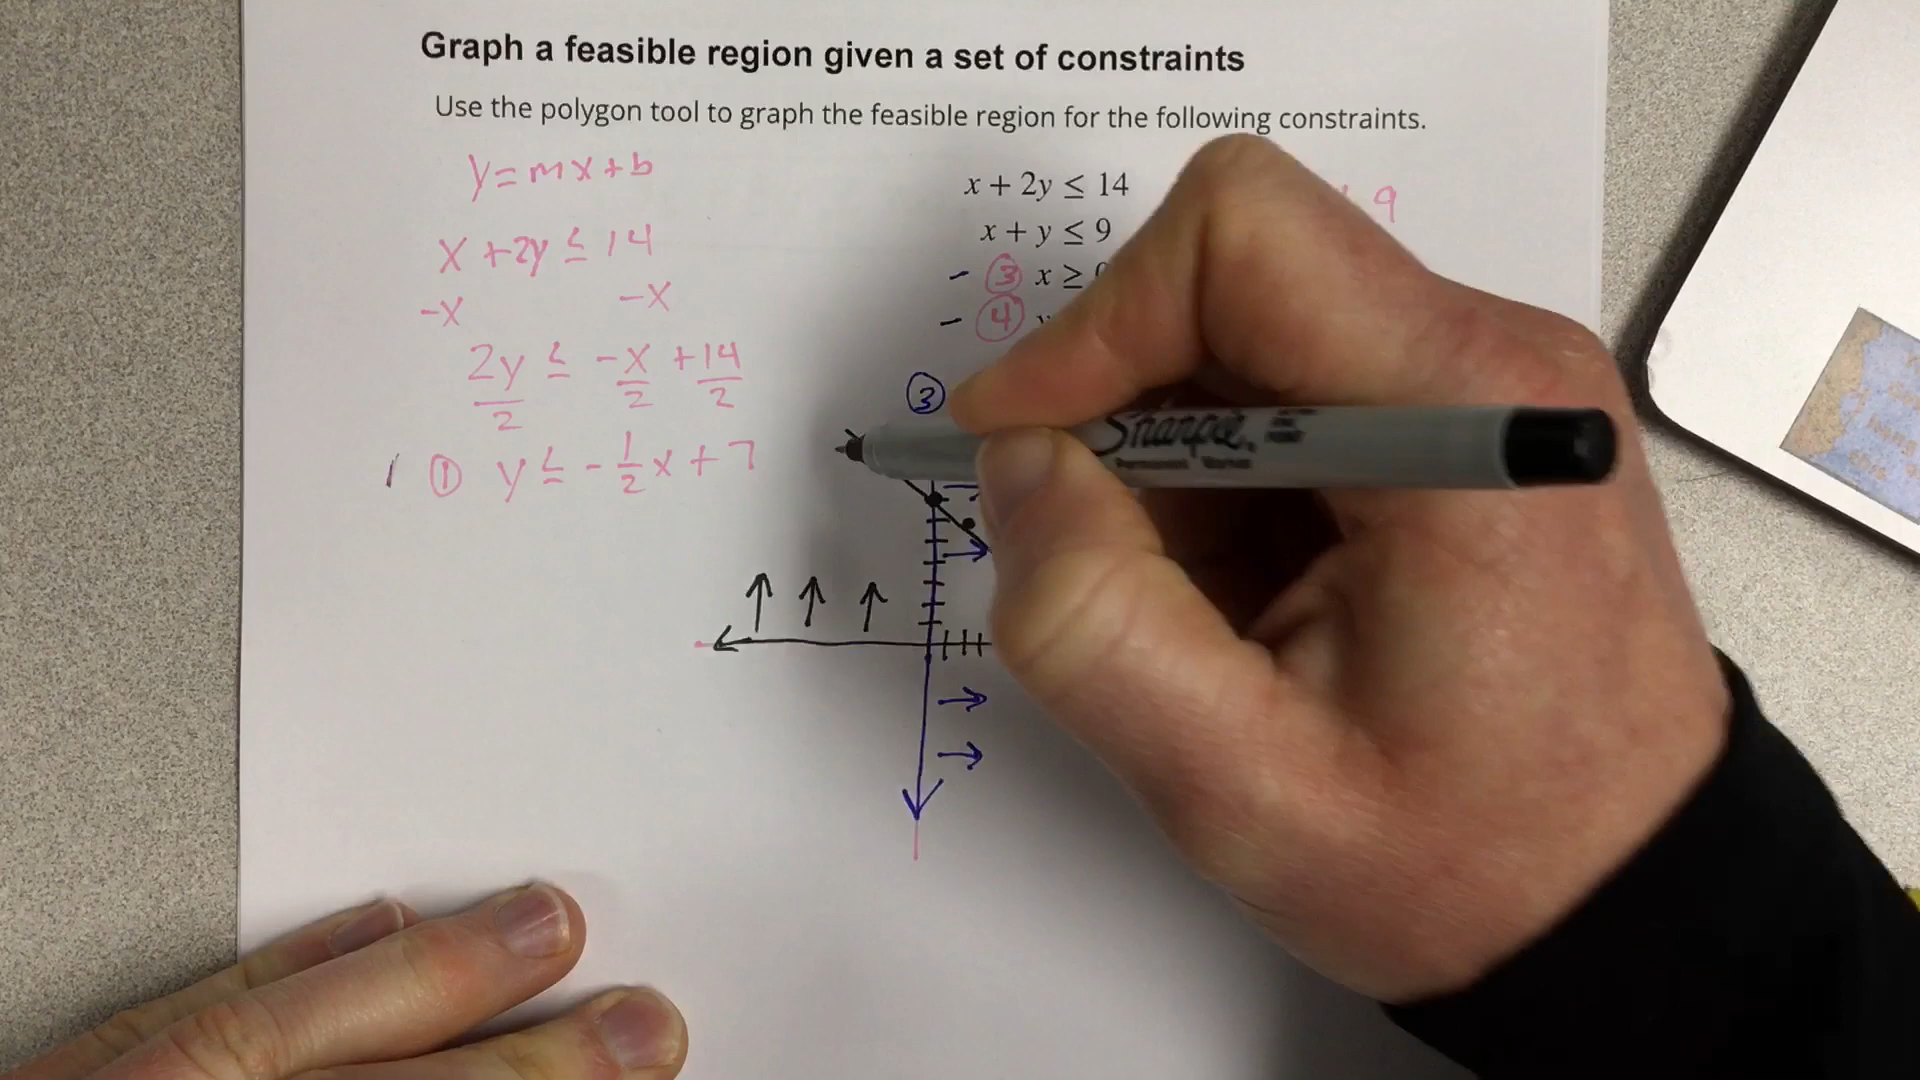 Graph a feasible region given a set of constraints
Use the polygon tool to graph the feasible region for the following constraints.
y=mx+b
x + 2y ≤ 14
9
x + y ≤ 9
x +2y ≤ 14
- ③ x ≥
-x -x
- ④
2y ≤ -x +14
2 2 2
③
① y ≤ - 1/2 x + 7
Sharpie